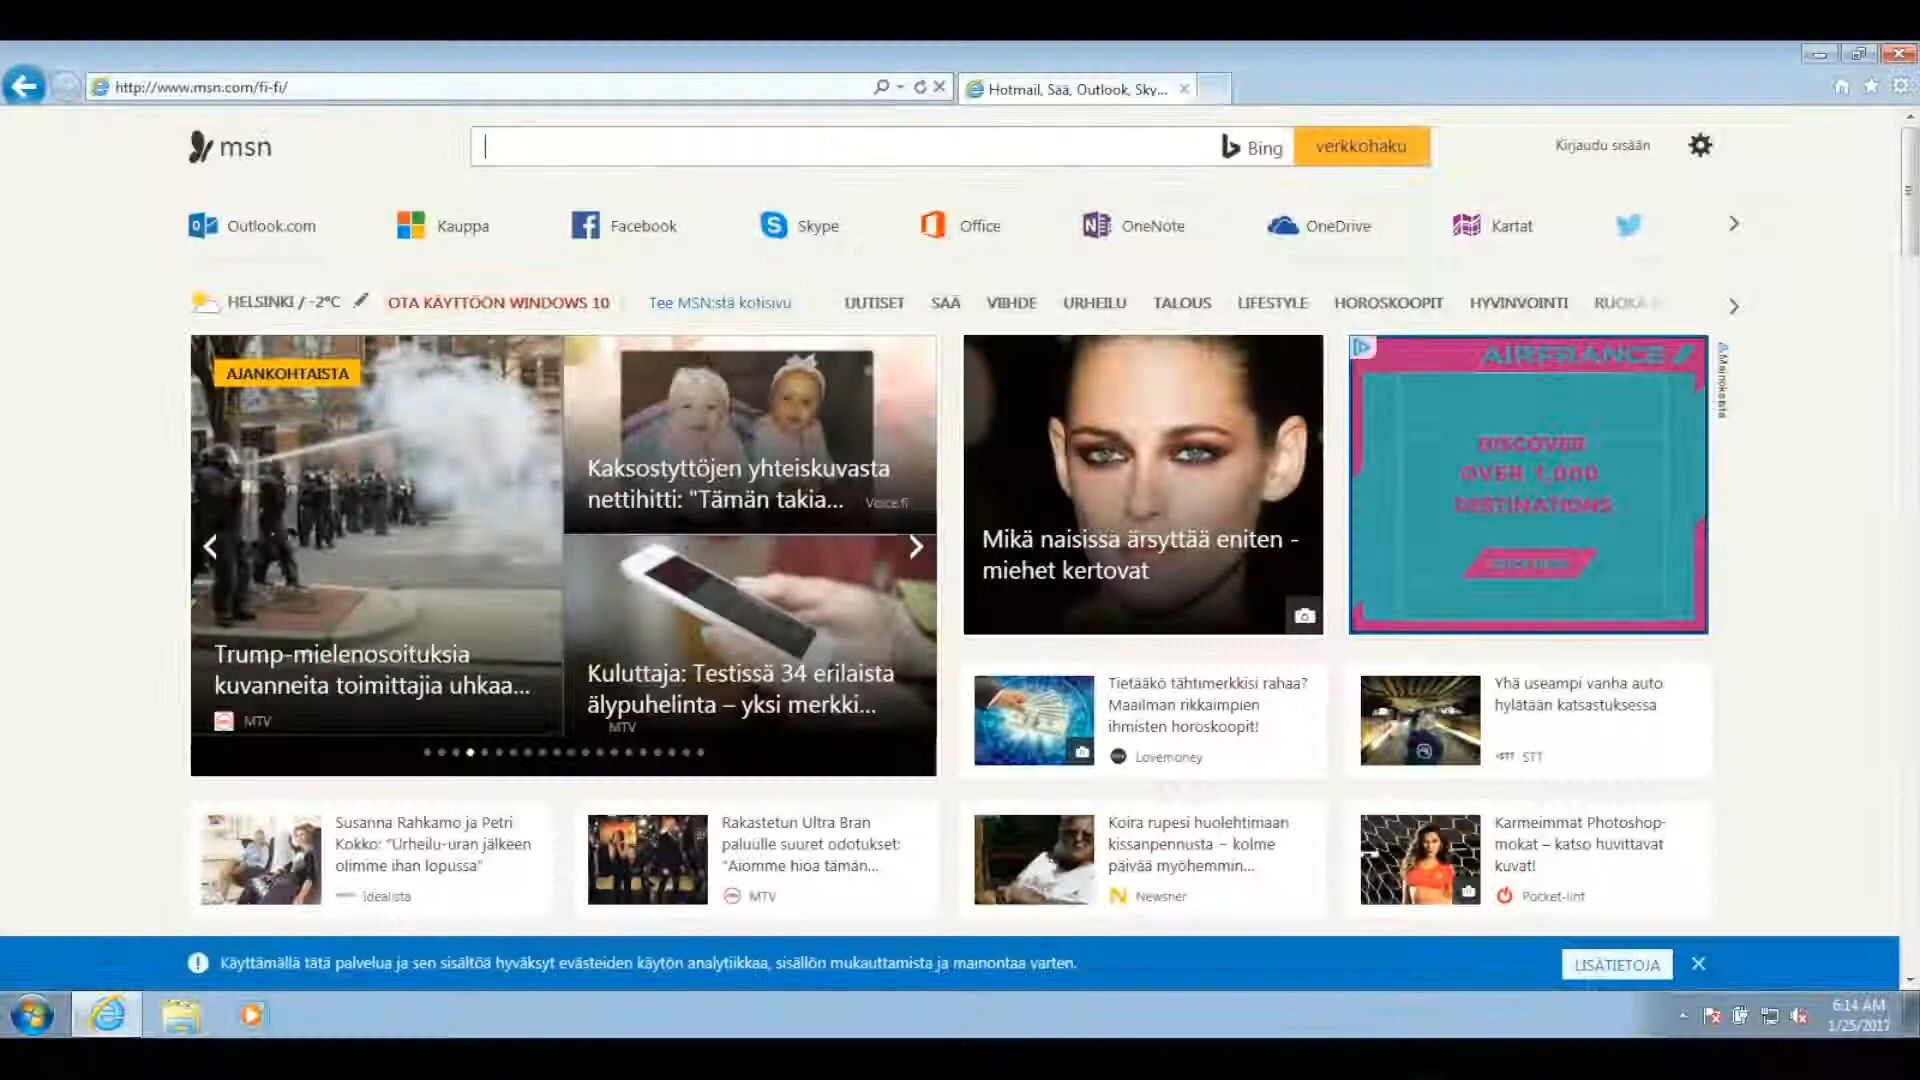 http://www.msn.com/fi-fi/
Hotmail, Sää, Outlook, Sky...
msn
Bing
verkkohaku
Kirjaudu sisään
Outlook.com
Kauppa
Facebook
Skype
Office
OneNote
OneDrive
Kartat
HELSINKI / -2°C
OTA KÄYTTÖÖN WINDOWS 10
Tee MSN:stä kotisivu
UUTISET
SÄÄ
VIIHDE
URHEILU
TALOUS
LIFESTYLE
HOROSKOOPIT
HYVINVOINTI
RUOKA
AJANKOHTAISTA
Trump-mielenosoituksia
kuvanneita toimittajia uhkaa...
MTV
Kaksostyttöjen yhteiskuvasta
nettihitti: "Tämän takia...
Voice.fi
Kuluttaja: Testissä 34 erilaista
älypuhelinta – yksi merkki...
MTV
Mikä naisissa ärsyttää eniten -
miehet kertovat
AIRFRANCE
DISCOVER
OVER 1,000
DESTINATIONS
CLICK HERE
Mainoksesta
Tietääkö tähtimerkkisi rahaa?
Maailman rikkaimpien
ihmisten horoskoopit!
Lovemoney
Yhä useampi vanha auto
hylätään katsastuksessa
STT
Susanna Rahkamo ja Petri
Kokko: "Urheilu-uran jälkeen
olimme ihan lopussa"
Idealista
Rakastetun Ultra Bran
paluulle suuret odotukset:
"Aiomme hioa tämän...
MTV
Koira rupesi huolehtimaan
kissanpennusta – kolme
päivää myöhemmin...
Newsner
Karmeimmat Photoshop-
mokat – katso huvittavat
kuvat!
Pocket-lint
Käyttämällä tätä palvelua ja sen sisältöä hyväksyt evästeiden käytön analytiikkaa, sisällön mukauttamista ja mainontaa varten.
LISÄTIETOJA
6:14 AM
1/25/2017